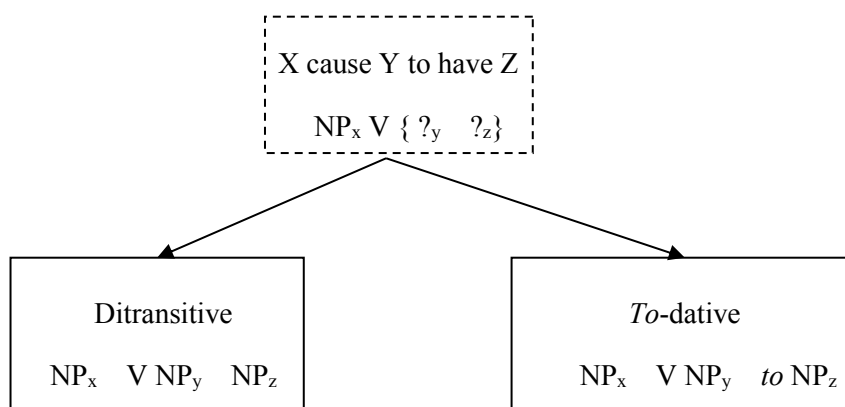 X cause Y to have Z
NPx V { ?y ?z}
Ditransitive
NPx V NPy NPz
To-dative
NPx V NPy to NPz